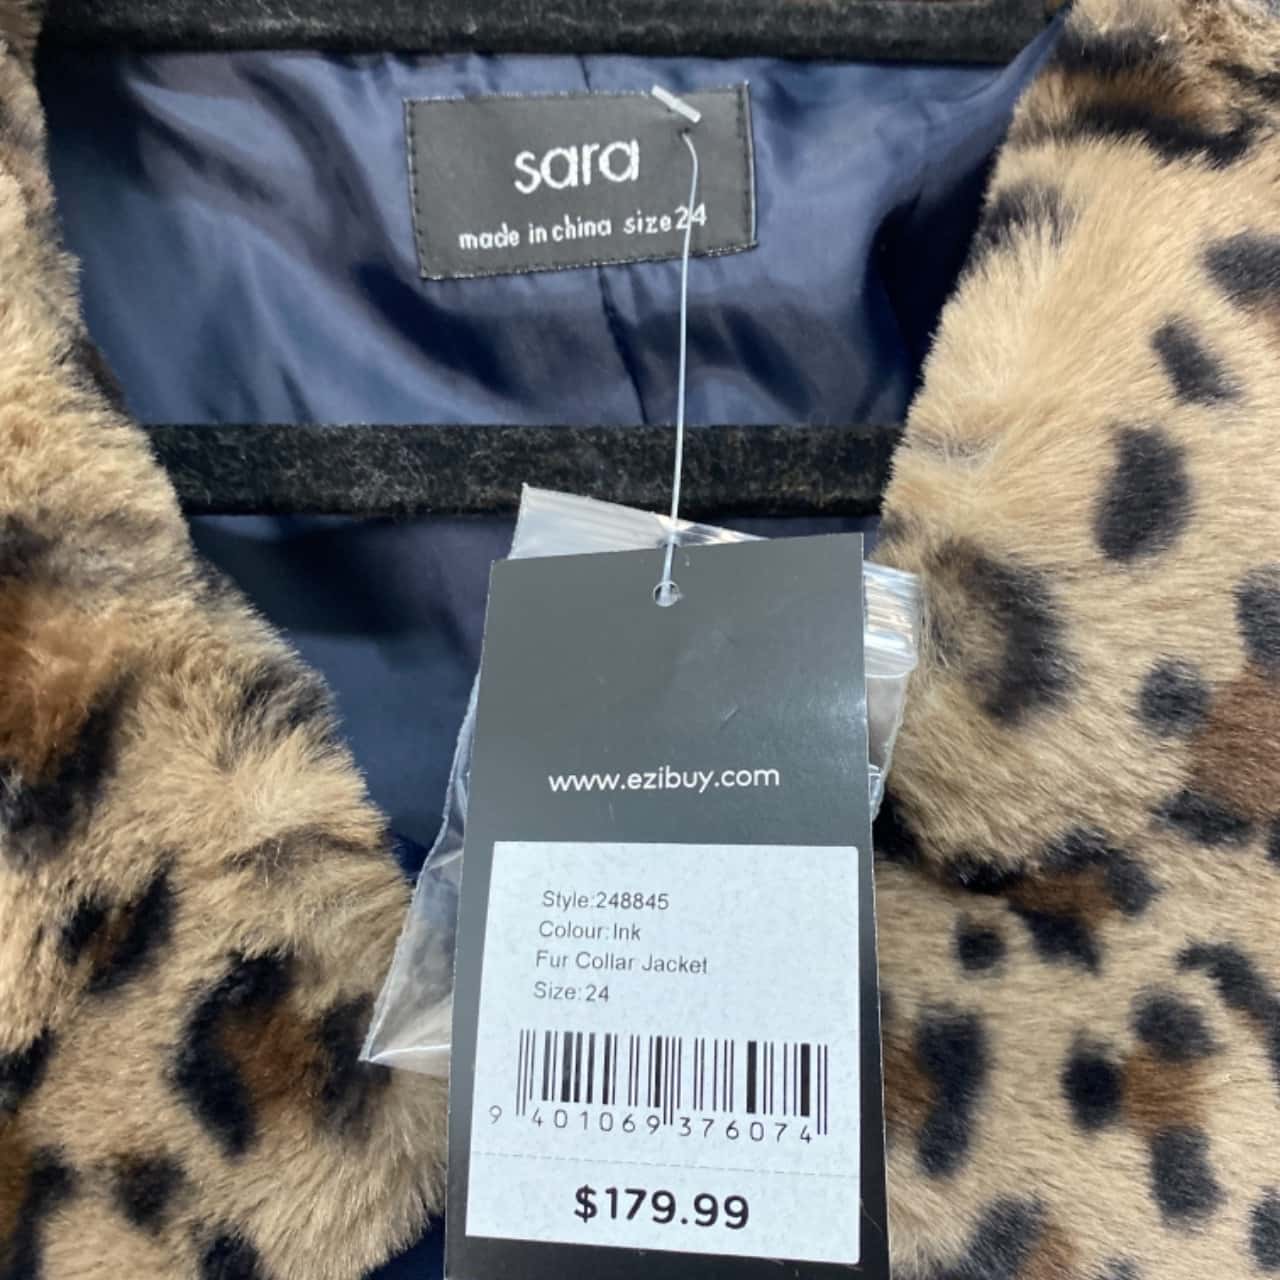 sara
made in china size 24
www.ezibuy.com
Style:248845
Colour:Ink
Fur Collar Jacket
Size:24
9 401069 376074
$179.99